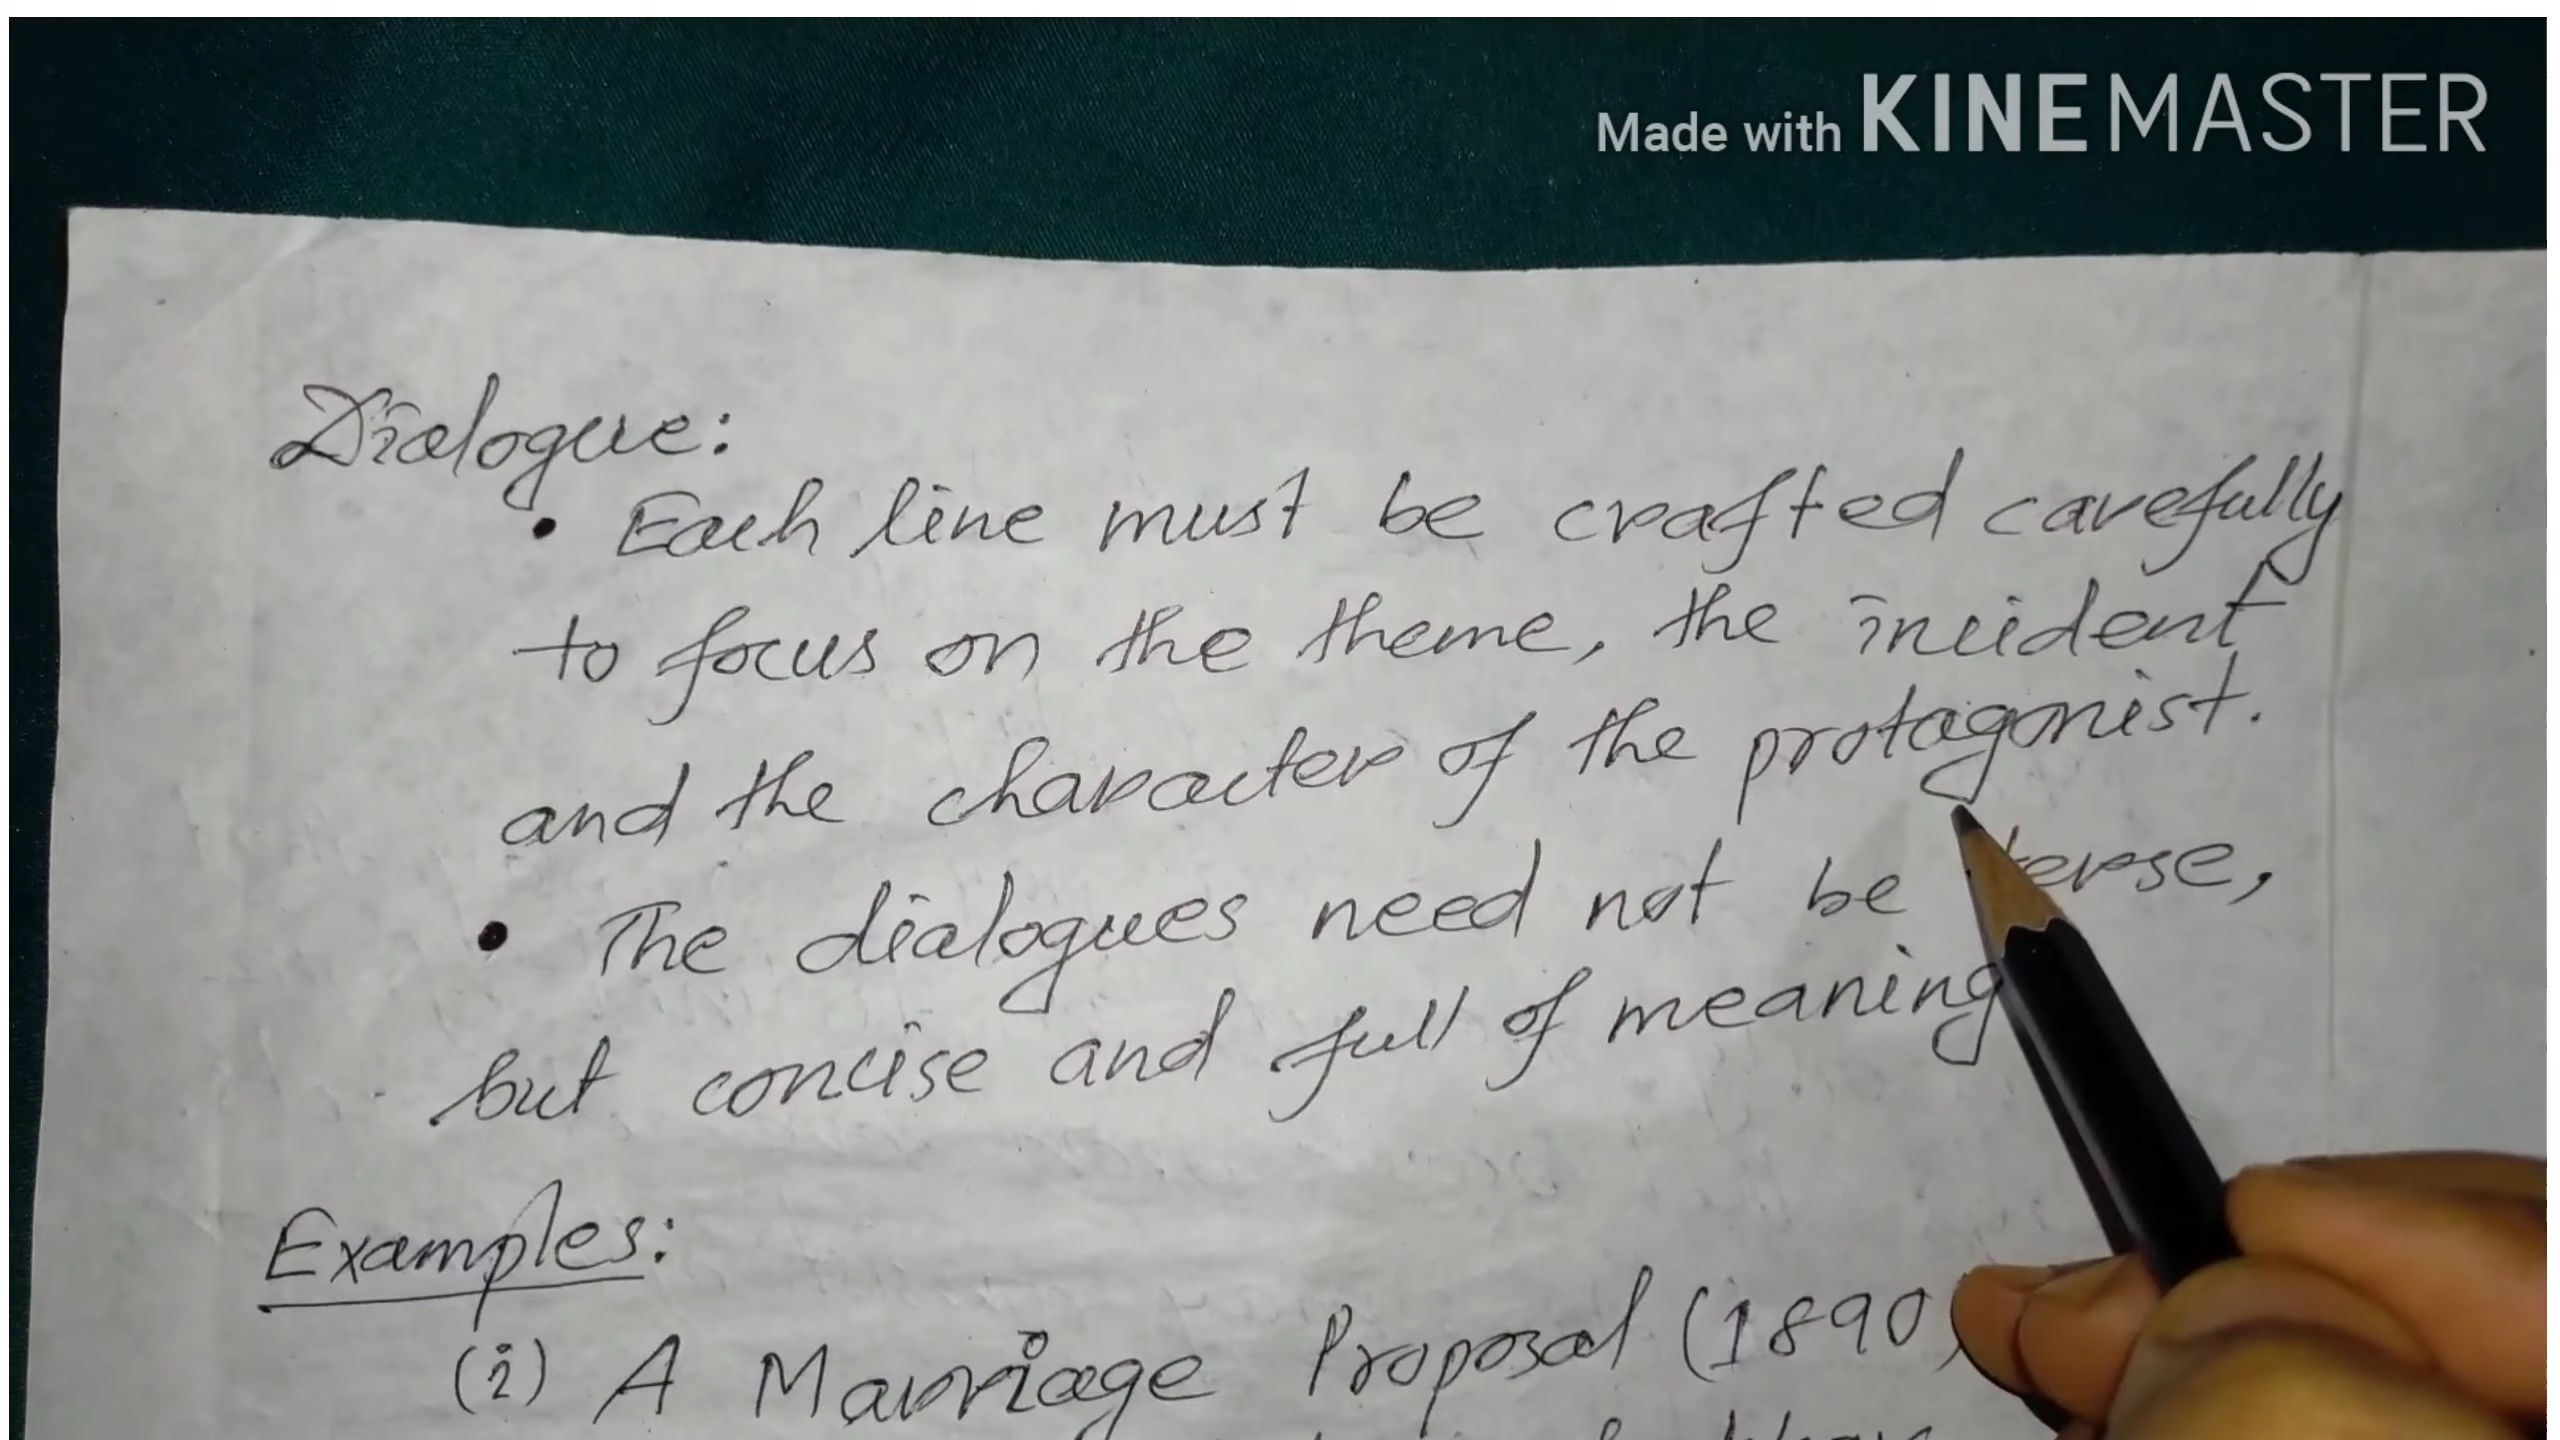 Made with KINEMASTER
Dialogue:
• Each line must be crafted carefully
to focus on the theme, the incident
and the character of the protagonist.
• The dialogues need not be terse,
but concise and full of meaning
Examples:
(i) A Marriage Proposal (1890)